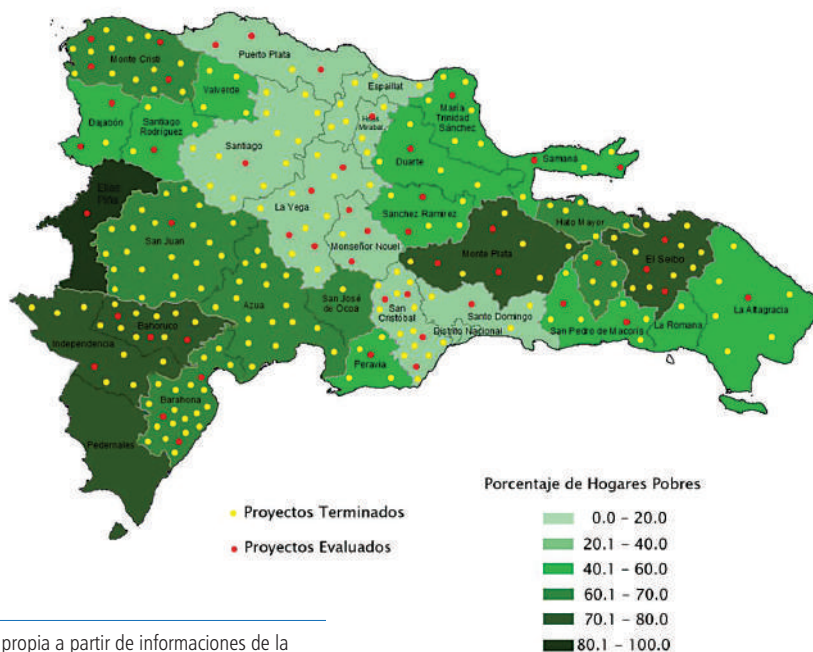 Puerto Plata
Monte Cristi
Espaillat
Valverde
María
Trinidad
Sánchez
Hnas
Mirabal
Dajabón
Santiago
Rodríguez
Santiago
Duarte
Samaná
Elías
Piña
La Vega
Sánchez Ramírez
Hato Mayor
San Juan
Monseñor Nouel
Monte Plata
El Seibo
Azua
San José
de Ocoa
San
Cristóbal
Santo Domingo
La Altagracia
Bahoruco
Distrito Nacional
San Pedro de Macorís
La Romana
Independencia
Peravia
Barahona
Pedernales
Proyectos Terminados
Proyectos Evaluados
Porcentaje de Hogares Pobres
0.0 – 20.0
20.1 – 40.0
40.1 – 60.0
60.1 – 70.0
70.1 – 80.0
80.1 – 100.0
propia a partir de informaciones de la